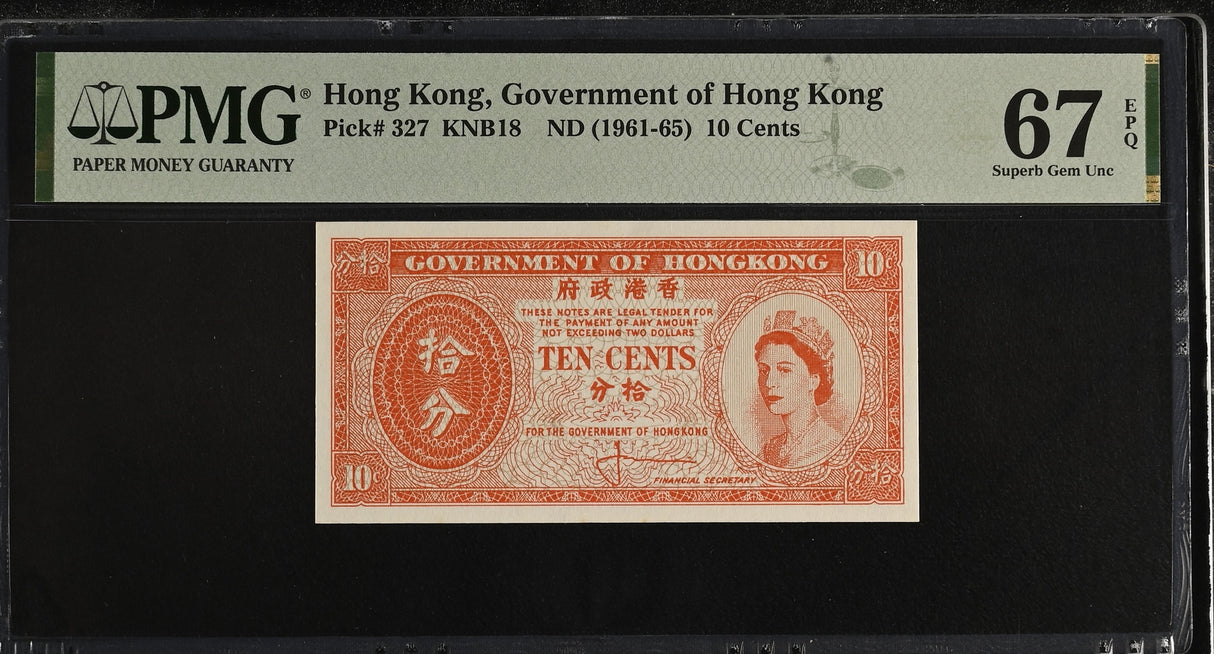 PMG®
PAPER MONEY GUARANTY
Hong Kong, Government of Hong Kong
Pick# 327 KNB18 ND (1961-65) 10 Cents
67 EPQ
Superb Gem Unc
分拾 GOVERNMENT OF HONGKONG 10¢
府政港香
THESE NOTES ARE LEGAL TENDER FOR
THE PAYMENT OF ANY AMOUNT
NOT EXCEEDING TWO DOLLARS
拾分
TEN CENTS
分拾
FOR THE GOVERNMENT OF HONGKONG
FINANCIAL SECRETARY
10¢ 分拾